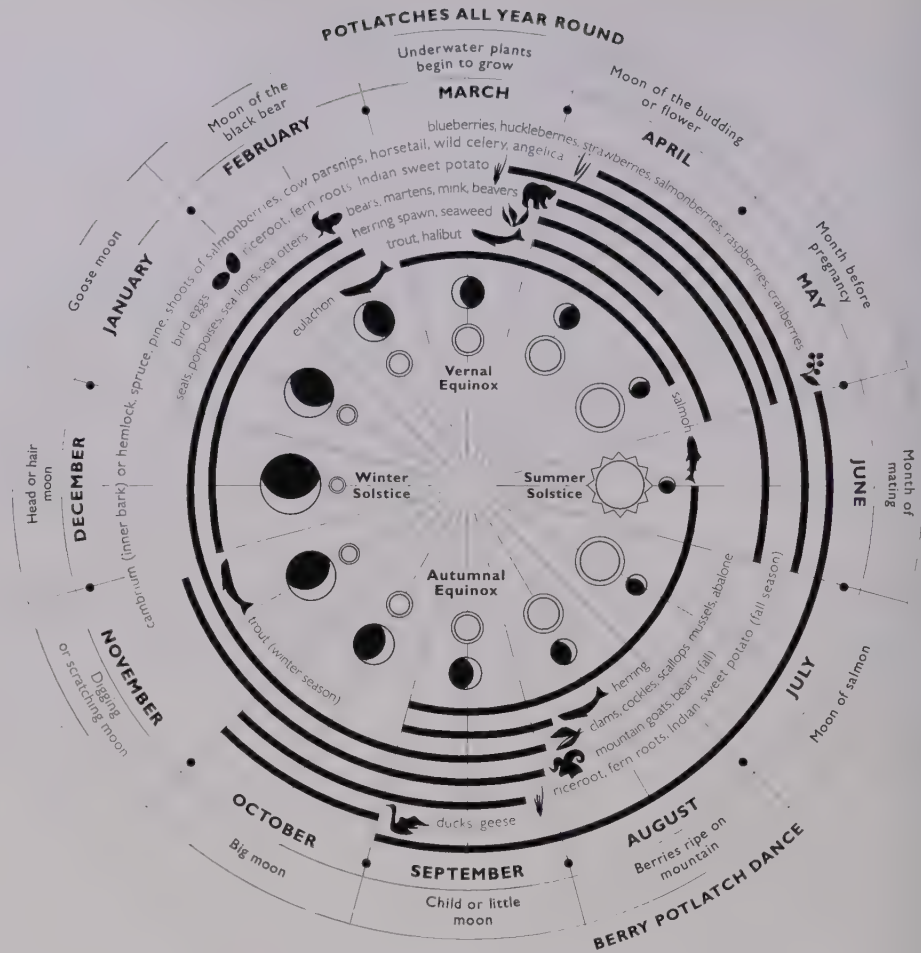 POTLATCHES ALL YEAR ROUND
Underwater plants
begin to grow
MARCH
Moon of the budding
or flower
APRIL
Month before
pregnancy
MAY
Month of
mating
JUNE
Moon of salmon
JULY
BERRY POTLATCH DANCE
Berries ripe on
mountain
AUGUST
Child or little
moon
SEPTEMBER
Big moon
OCTOBER
Digging
or scratching moon
NOVEMBER
Head or hair
moon
DECEMBER
Goose moon
JANUARY
Moon of the
black bear
FEBRUARY
blueberries, huckleberries, strawberries, salmonberries, raspberries, cranberries
cambrium (inner bark) or hemlock, spruce, pine, shoots of salmonberries, cow parsnips, horsetail, wild celery, angelica
riceroot, fern roots, Indian sweet potato
bird eggs
bears, martens, mink, beavers
seals, porpoises, sea lions, sea otters
herring spawn, seaweed
trout, halibut
eulachon
salmon
herring
clams, cockles, scallops mussels, abalone
mountain goats, bears (fall)
riceroot, fern roots, Indian sweet potato (fall season)
ducks geese
trout (winter season)
Vernal
Equinox
Summer
Solstice
Autumnal
Equinox
Winter
Solstice